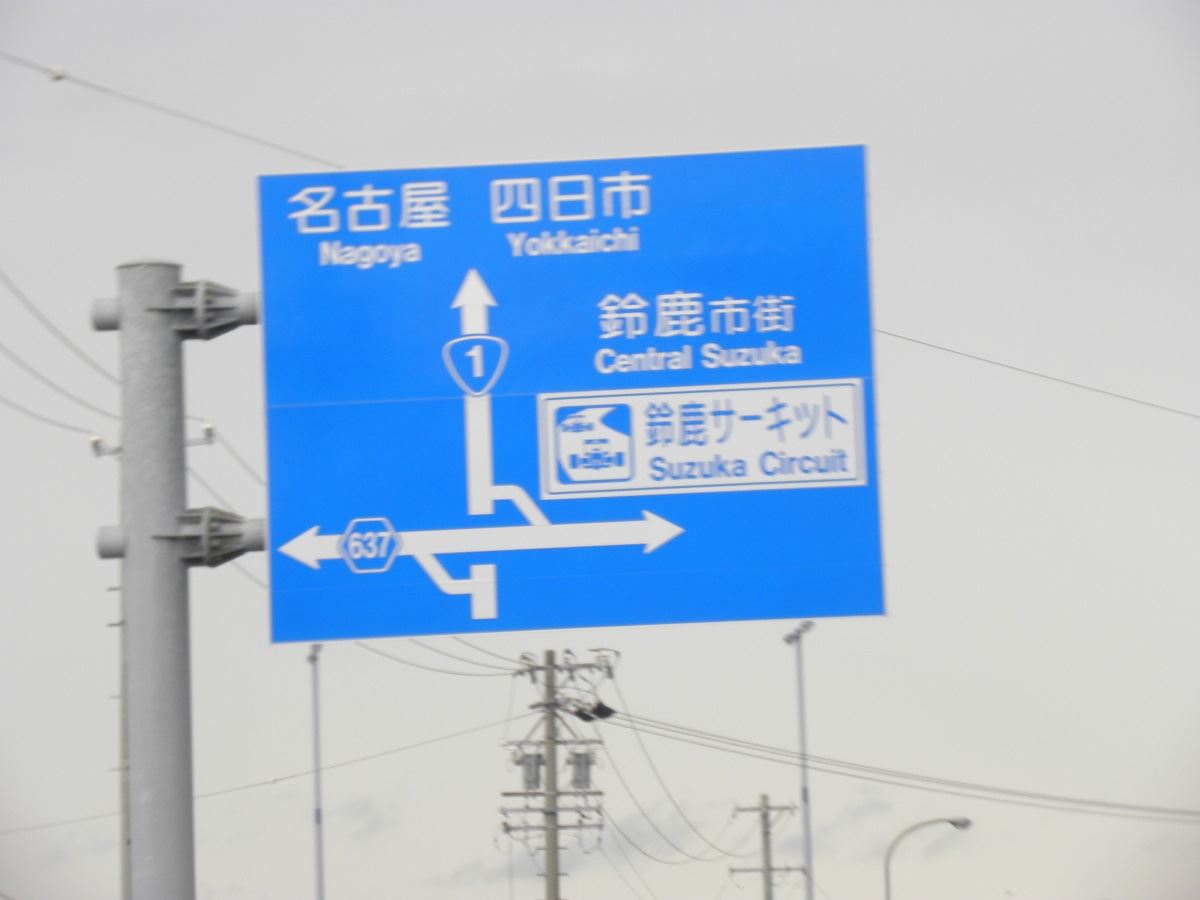 名古屋 四日市
Nagoya Yokkaichi
鈴鹿市街
Central Suzuka
1
鈴鹿サーキット
Suzuka Circuit
637